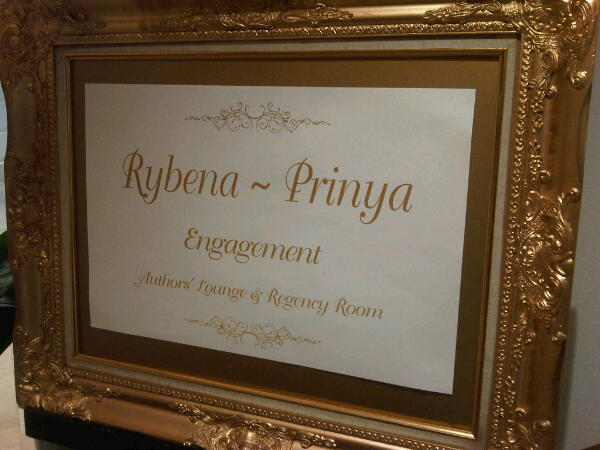 Rybena ~ Prinya
Engagement
Authors' Lounge & Regency Room